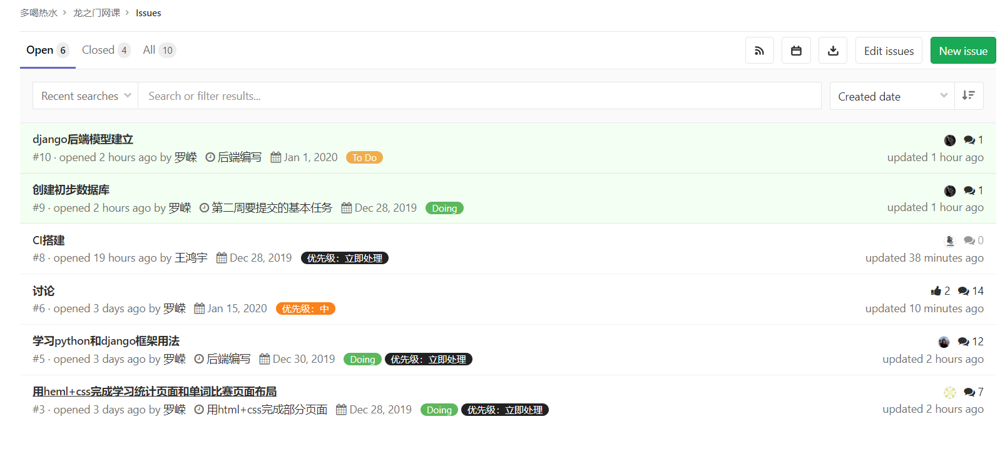 多喝热水 > 龙之门网课 > Issues
Open 6 Closed 4 All 10 Edit issues New issue
Recent searches Search or filter results... Created date
django后端模型建立 1
#10 · opened 2 hours ago by 罗嵘 后端编写 Jan 1, 2020 To Do updated 1 hour ago
创建初步数据库 1
#9 · opened 2 hours ago by 罗嵘 第二周要提交的基本任务 Dec 28, 2019 Doing updated 1 hour ago
CI搭建 0
#8 · opened 19 hours ago by 王鸿宇 Dec 28, 2019 优先级：立即处理 updated 38 minutes ago
讨论 2 14
#6 · opened 3 days ago by 罗嵘 Jan 15, 2020 优先级：中 updated 10 minutes ago
学习python和django框架用法 12
#5 · opened 3 days ago by 罗嵘 后端编写 Dec 30, 2019 Doing 优先级：立即处理 updated 2 hours ago
用heml+css完成学习统计页面和单词比赛页面布局 7
#3 · opened 3 days ago by 罗嵘 用html+css完成部分页面 Dec 28, 2019 Doing 优先级：立即处理 updated 2 hours ago